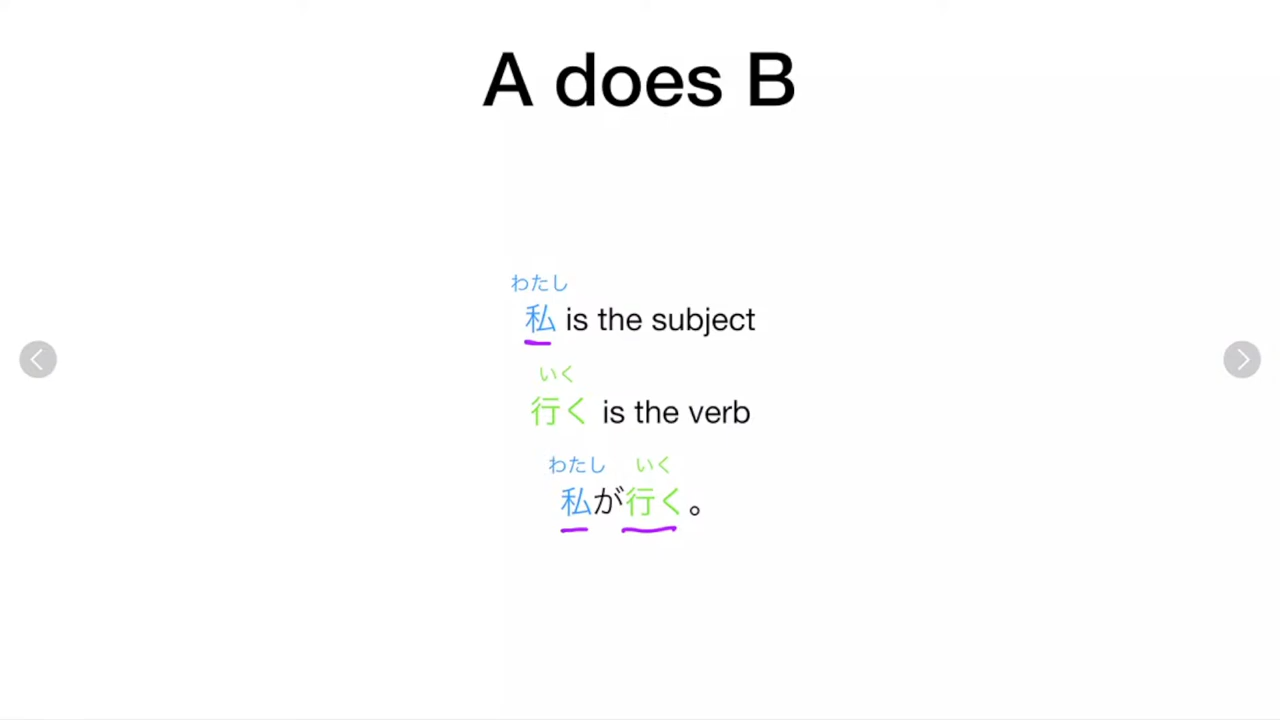 A does B
わたし
私 is the subject
いく
行く is the verb
わたし いく
私が行く。